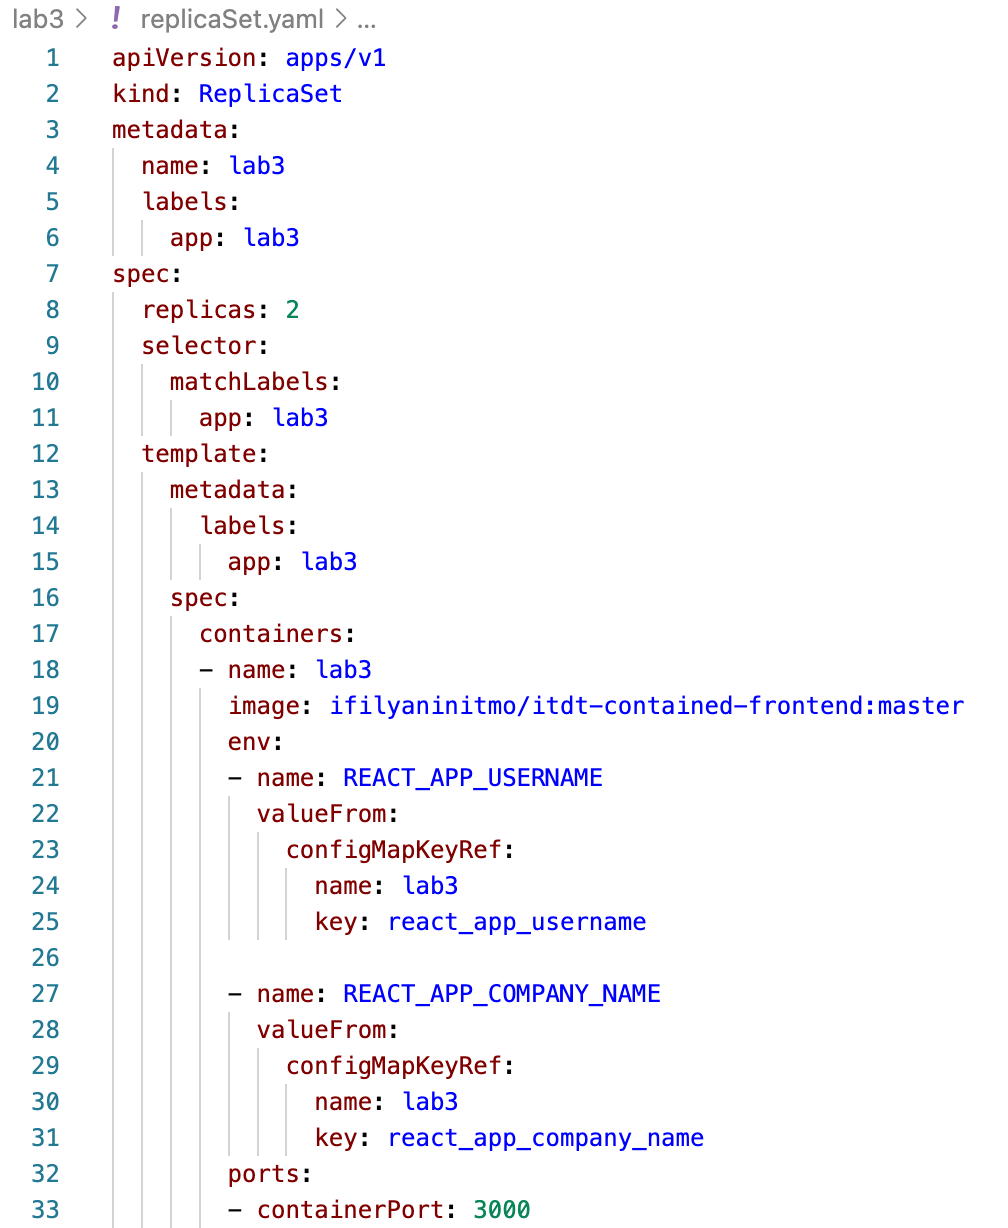 lab3 > ! replicaSet.yaml > ...
1 apiVersion: apps/v1
2 kind: ReplicaSet
3 metadata:
4   name: lab3
5   labels:
6     app: lab3
7 spec:
8   replicas: 2
9   selector:
10     matchLabels:
11       app: lab3
12   template:
13     metadata:
14       labels:
15         app: lab3
16     spec:
17       containers:
18       - name: lab3
19         image: ifilyaninitmo/itdt-contained-frontend:master
20         env:
21         - name: REACT_APP_USERNAME
22           valueFrom:
23             configMapKeyRef:
24               name: lab3
25               key: react_app_username
26
27         - name: REACT_APP_COMPANY_NAME
28           valueFrom:
29             configMapKeyRef:
30               name: lab3
31               key: react_app_company_name
32         ports:
33         - containerPort: 3000